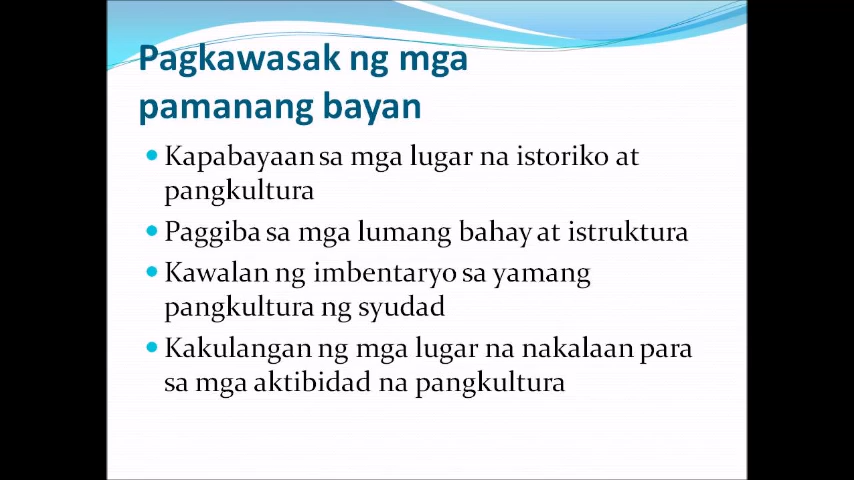 Pagkawasak ng mga
pamanang bayan
Kapabayaan sa mga lugar na istoriko at
pangkultura
Paggiba sa mga lumang bahay at istruktura
Kawalan ng imbentaryo sa yamang
pangkultura ng syudad
Kakulangan ng mga lugar na nakalaan para
sa mga aktibidad na pangkultura